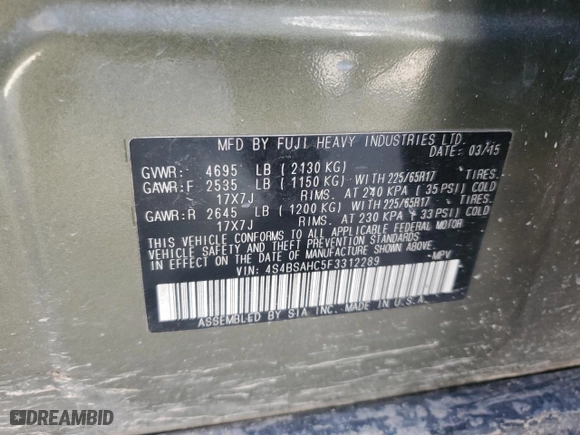 MFD BY FUJI HEAVY INDUSTRIES LTD.
DATE: 03/15
GVWR: 4695 LB ( 2130 KG)
GAWR:F 2535 LB ( 1150 KG) WITH 225/65R17 TIRES.
17X7J RIMS. AT 240 KPA ( 35 PSI) COLD
GAWR:R 2645 LB ( 1200 KG) WITH 225/65R17 TIRES.
17X7J RIMS. AT 230 KPA ( 33 PSI) COLD
THIS VEHICLE CONFORMS TO ALL APPLICABLE FEDERAL MOTOR
VEHICLE SAFETY AND THEFT PREVENTION STANDARDS
IN EFFECT ON THE DATE OF MANUFACTURE SHOWN ABOVE.
VIN: 4S4BSAHC5F3312289 MPV
ASSEMBLED BY SIA INC. MADE IN U.S.A.
DREAMBID